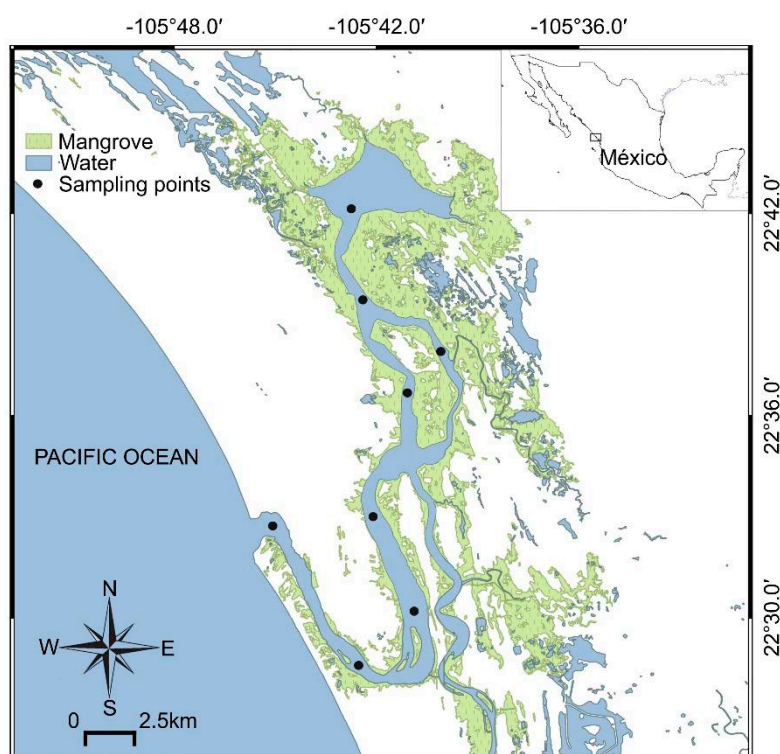 -105°48.0' -105°42.0' -105°36.0'
Mangrove
Water
Sampling points
México
22°42.0'
22°36.0'
PACIFIC OCEAN
22°30.0'
N
W E
S
0 2.5km